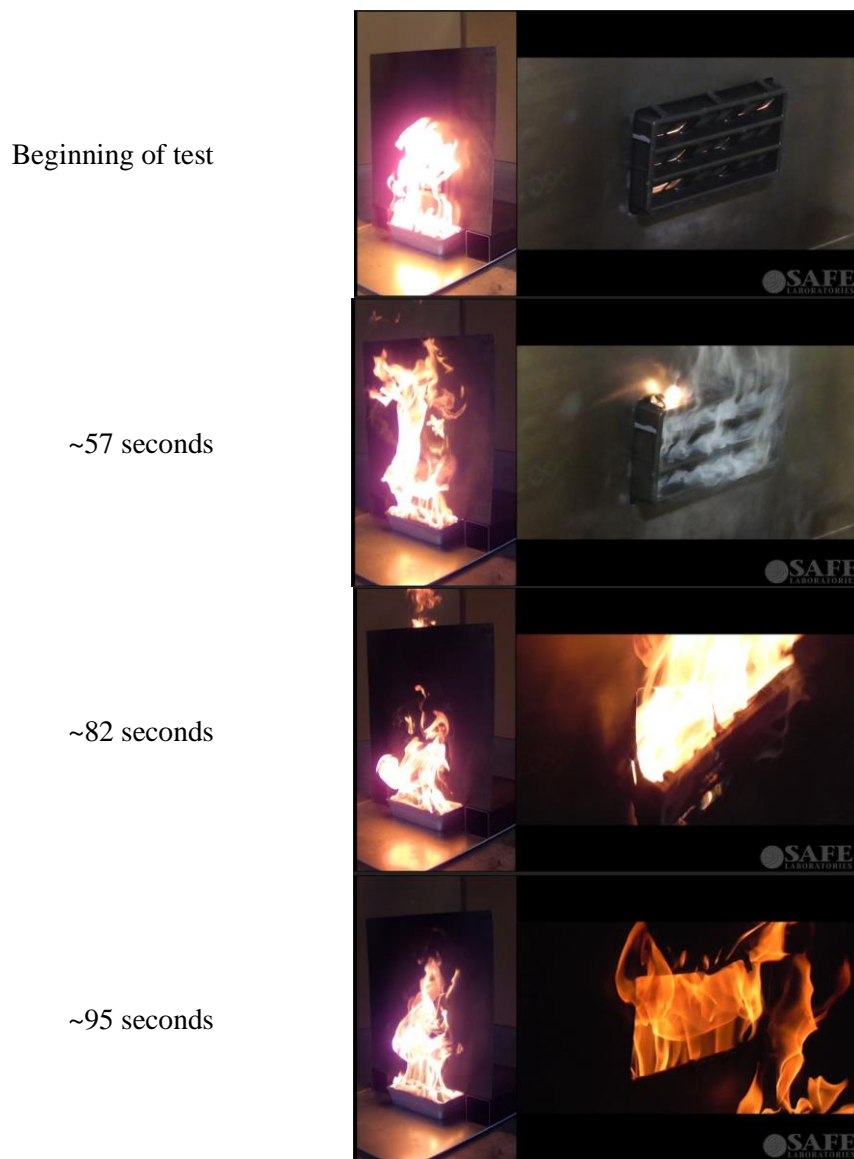 Beginning of test
SAFE
LABORATORIES
~57 seconds
SAFE
LABORATORIES
~82 seconds
SAFE
LABORATORIES
~95 seconds
SAFE
LABORATORIES